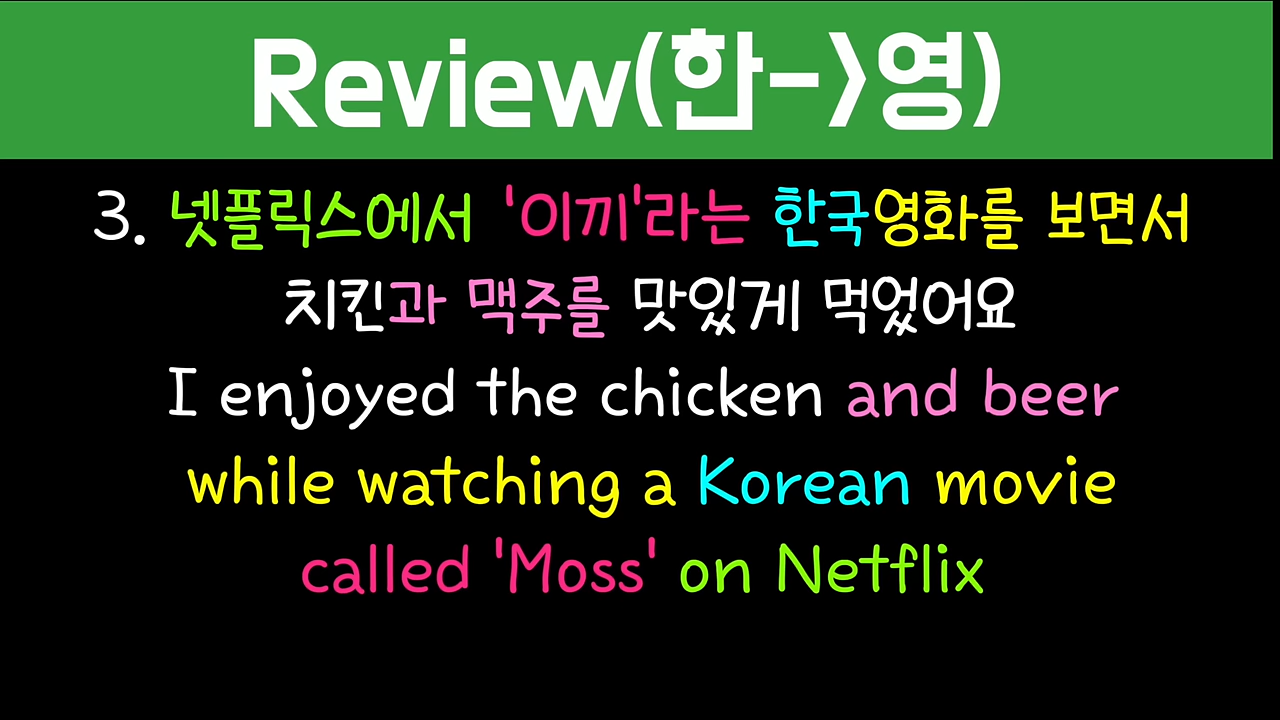 Review(한->영)
3. 넷플릭스에서 '이끼'라는 한국영화를 보면서
치킨과 맥주를 맛있게 먹었어요
I enjoyed the chicken and beer
while watching a Korean movie
called 'Moss' on Netflix